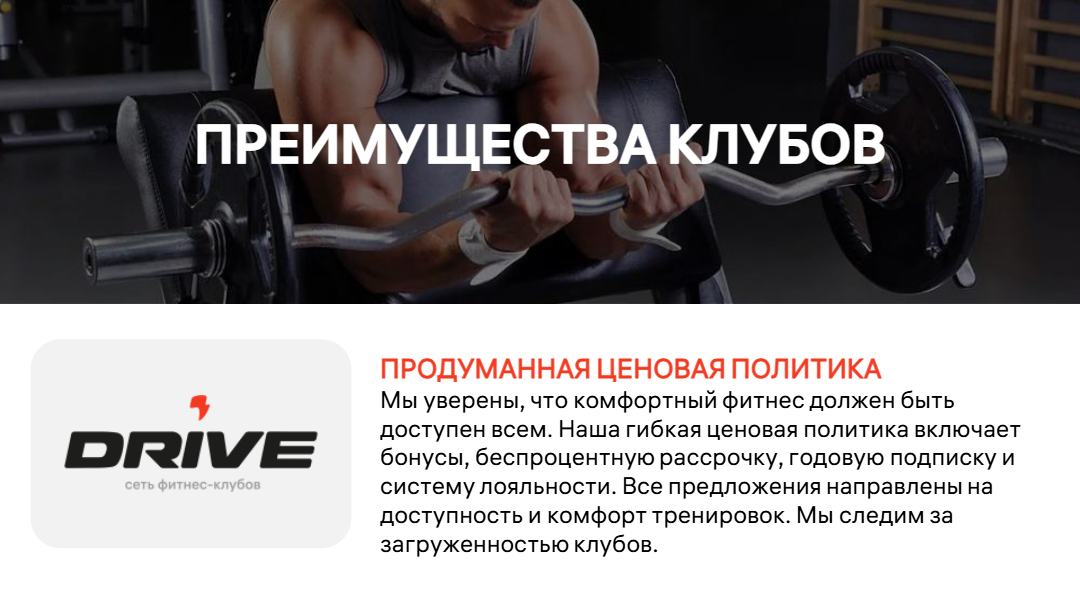 ПРЕИМУЩЕСТВА КЛУБОВ
DRIVE
сеть фитнес-клубов
ПРОДУМАННАЯ ЦЕНОВАЯ ПОЛИТИКА
Мы уверены, что комфортный фитнес должен быть
доступен всем. Наша гибкая ценовая политика включает
бонусы, беспроцентную рассрочку, годовую подписку и
систему лояльности. Все предложения направлены на
доступность и комфорт тренировок. Мы следим за
загруженностью клубов.